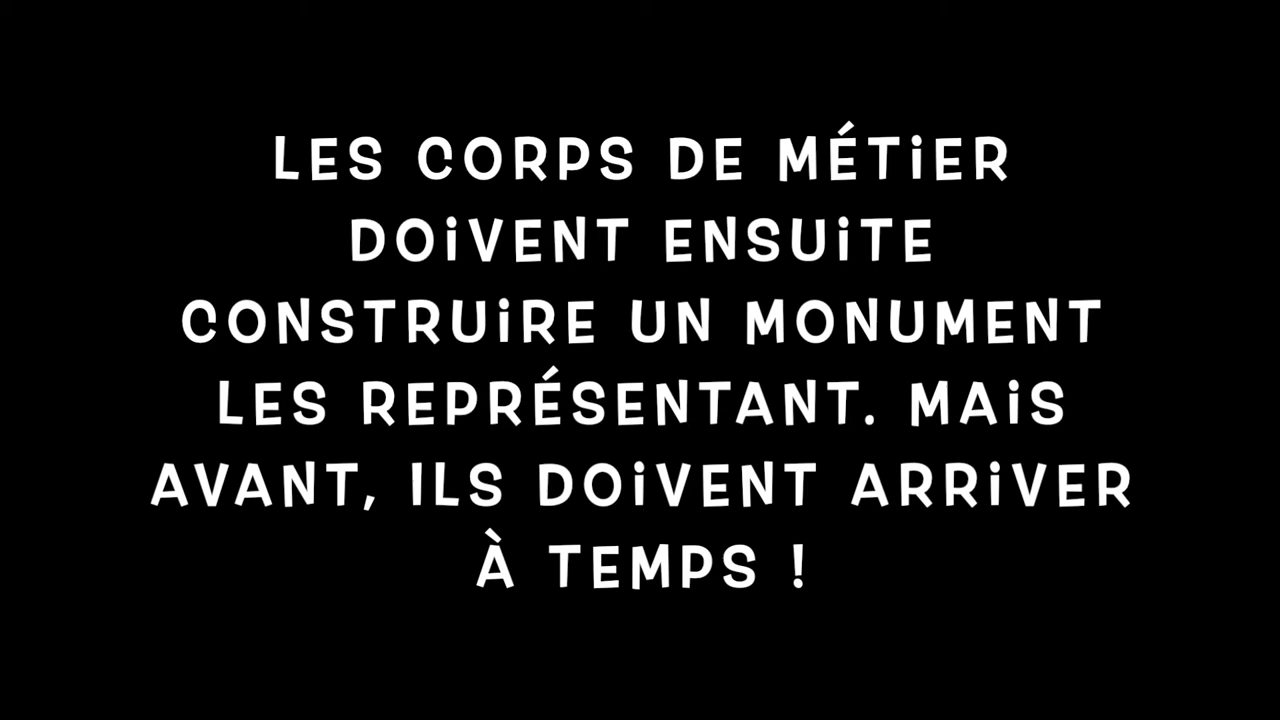 LES CORPS DE MÉTiER
DOiVENT ENSUiTE
CONSTRUiRE UN MONUMENT
LES REPRÉSENTANT. MAiS
AVANT, ILS DOiVENT ARRiVER
À TEMPS !